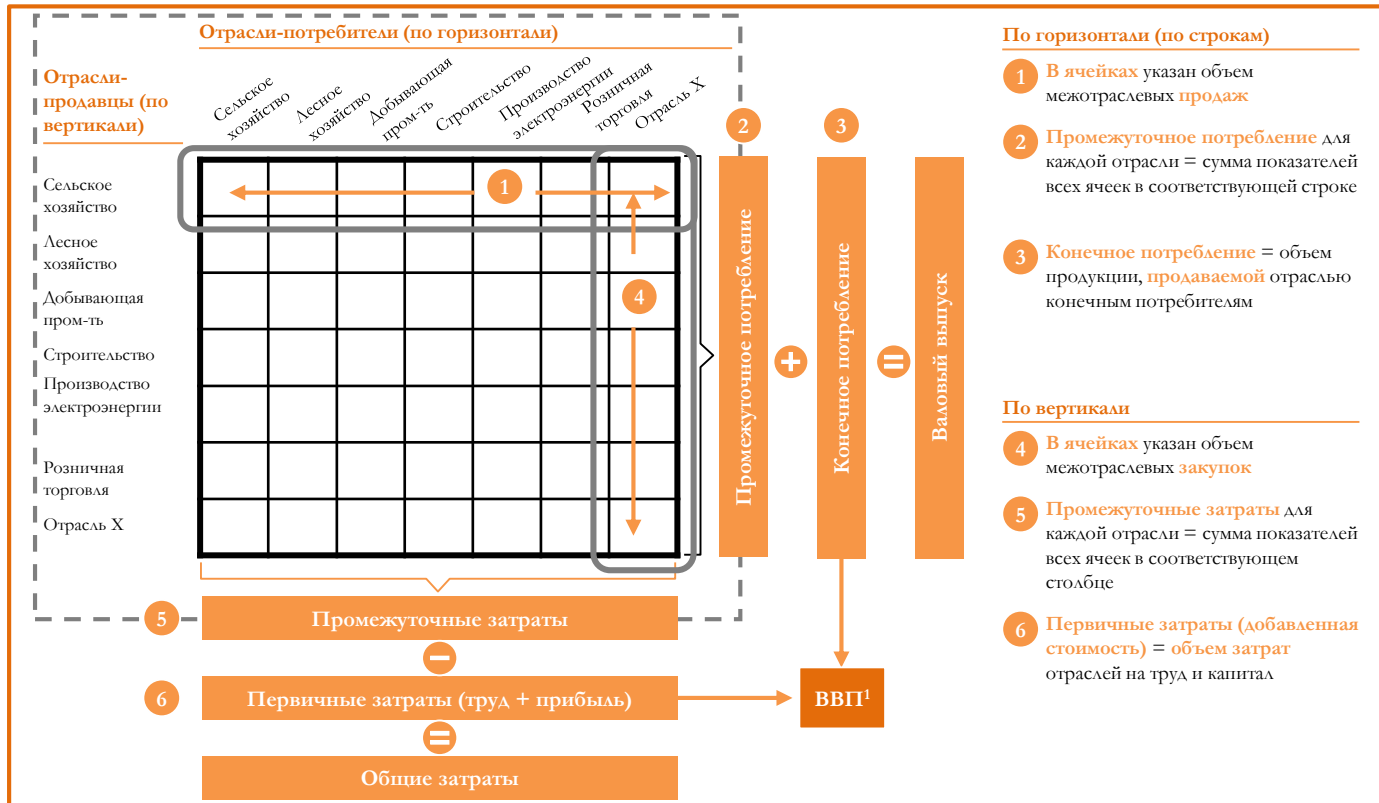 Отрасли-потребители (по горизонтали)
Отрасли-
продавцы (по
вертикали)
Сельское
хозяйство
Лесное
хозяйство
Добывающая
пром-ть
Строительство
Производство
электроэнергии
Розничная
торговля
Отрасль X
Сельское
хозяйство
Лесное
хозяйство
Добывающая
пром-ть
Строительство
Производство
электроэнергии
Розничная
торговля
Отрасль X
1
4
2
Промежуточное потребление
+
3
Конечное потребление
=
Валовый выпуск
5
Промежуточные затраты
−
6
Первичные затраты (труд + прибыль)
=
Общие затраты
ВВП¹
По горизонтали (по строкам)
1
В ячейках указан объем
межотраслевых продаж
2
Промежуточное потребление для
каждой отрасли = сумма показателей
всех ячеек в соответствующей строке
3
Конечное потребление = объем
продукции, продаваемой отраслью
конечным потребителям
По вертикали
4
В ячейках указан объем
межотраслевых закупок
5
Промежуточные затраты для
каждой отрасли = сумма показателей
всех ячеек в соответствующем
столбце
6
Первичные затраты (добавленная
стоимость) = объем затрат
отраслей на труд и капитал